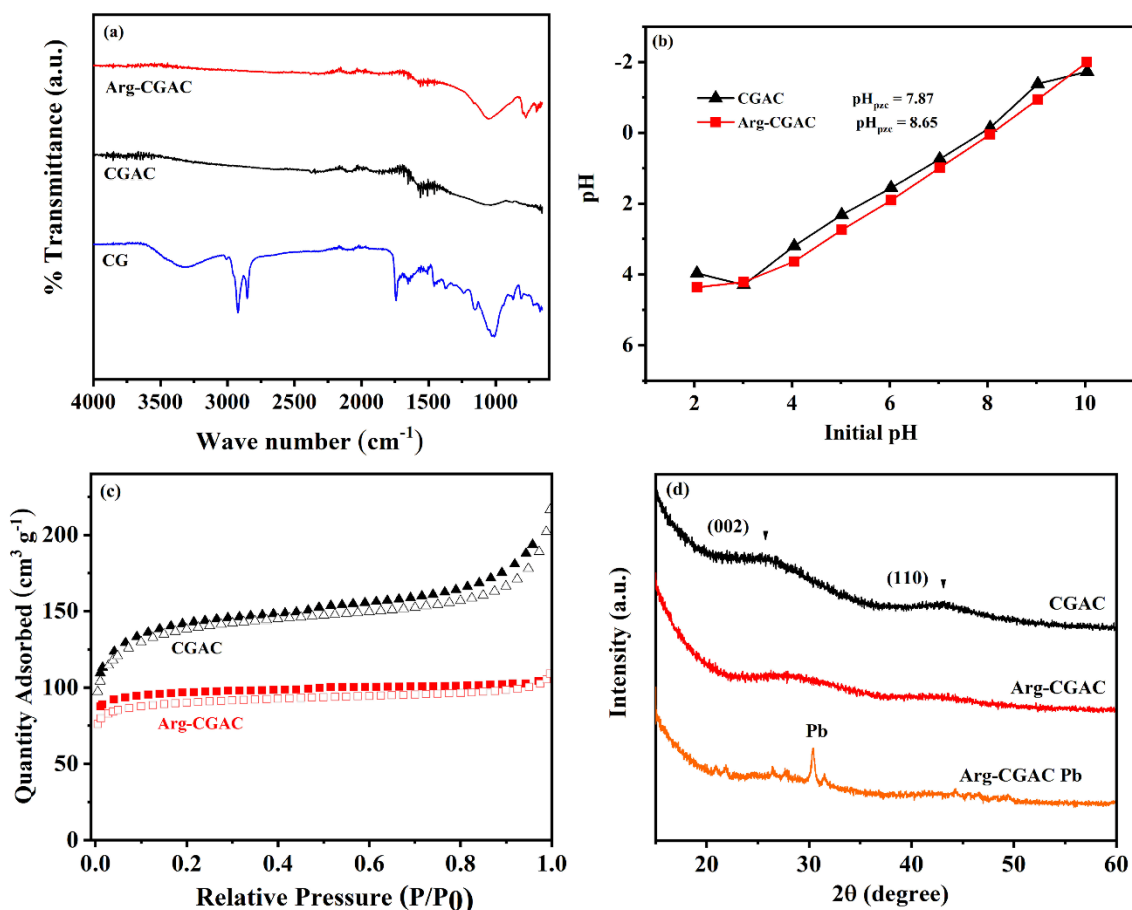 (a)
% Transmittance (a.u.)
Arg-CGAC
CGAC
CG
4000 3500 3000 2500 2000 1500 1000
Wave number (cm⁻¹)
(b)
CGAC pHpzc = 7.87
Arg-CGAC pHpzc = 8.65
pH
-2
0
2
4
6
2 4 6 8 10
Initial pH
(c)
Quantity Adsorbed (cm³ g⁻¹)
200
150
100
50
0
CGAC
Arg-CGAC
0.0 0.2 0.4 0.6 0.8 1.0
Relative Pressure (P/P0)
(d)
Intensity (a.u.)
(002)
(110)
CGAC
Arg-CGAC
Pb
Arg-CGAC Pb
20 30 40 50 60
2θ (degree)